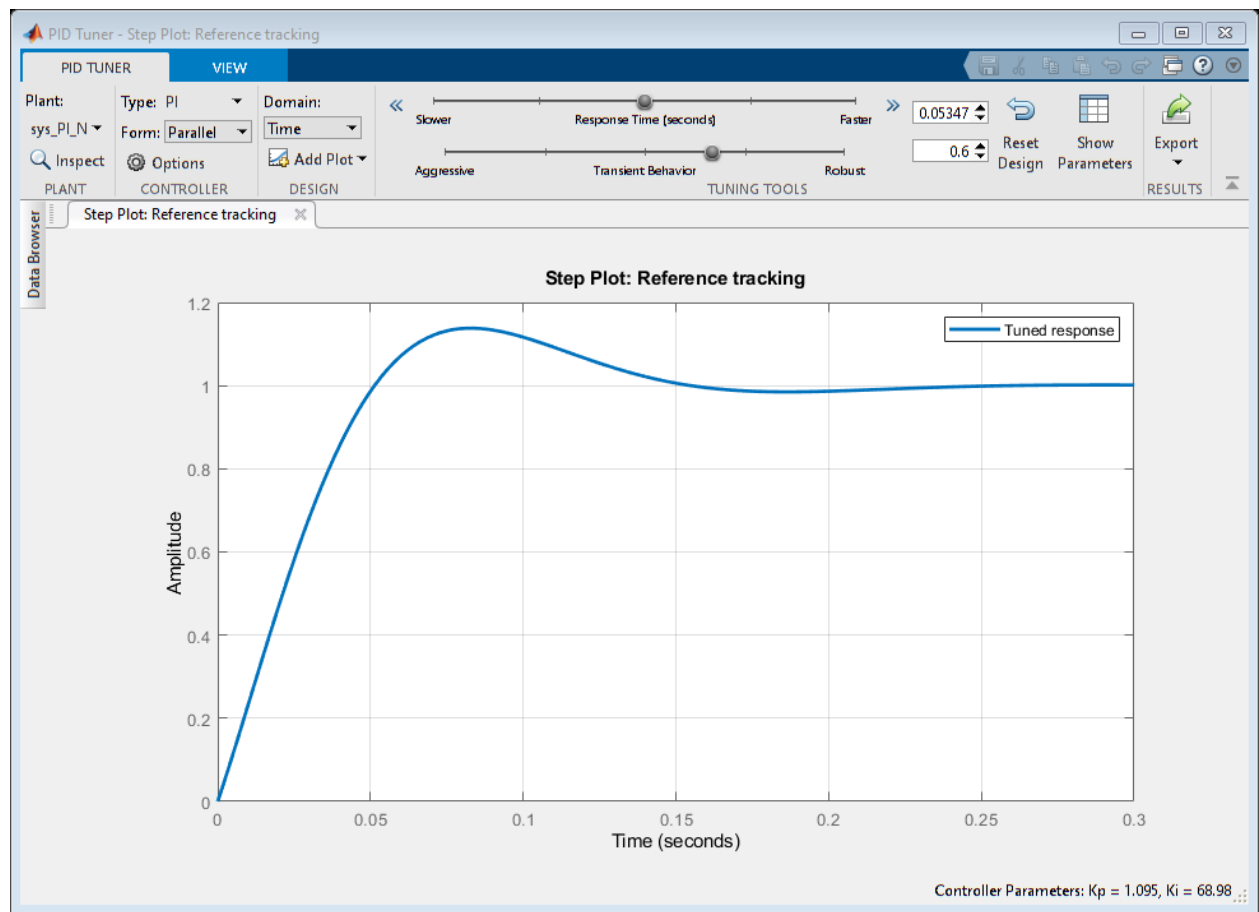 PID Tuner - Step Plot: Reference tracking
PID TUNER VIEW
Plant: Type: PI Domain:
sys_PI_N Form: Parallel Time
Inspect Options Add Plot
PLANT CONTROLLER DESIGN
Slower Response Time (seconds) Faster 0.05347
Aggressive Transient Behavior Robust 0.6
TUNING TOOLS
Reset Design
Show Parameters
Export
RESULTS
Data Browser
Step Plot: Reference tracking
Step Plot: Reference tracking
Tuned response
Amplitude
1.2
1
0.8
0.6
0.4
0.2
0
0 0.05 0.1 0.15 0.2 0.25 0.3
Time (seconds)
Controller Parameters: Kp = 1.095, Ki = 68.98